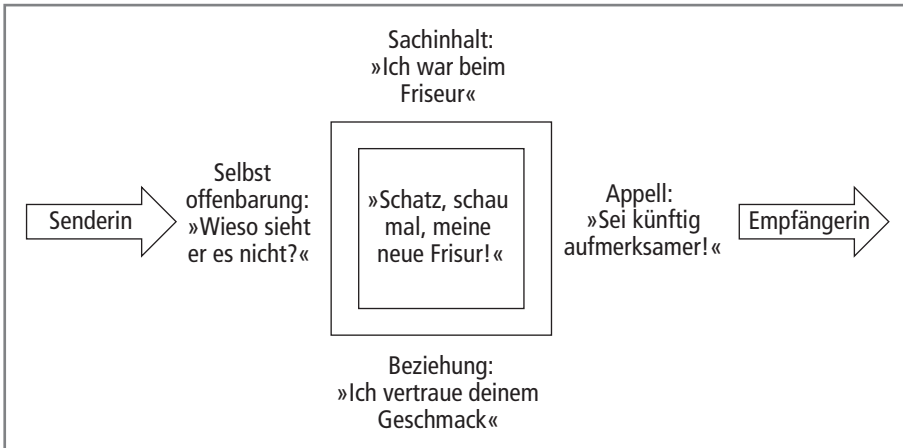 Sachinhalt:
»Ich war beim
Friseur«
Senderin
Selbst
offenbarung:
»Wieso sieht
er es nicht?«
»Schatz, schau
mal, meine
neue Frisur!«
Appell:
»Sei künftig
aufmerksamer!«
Empfängerin
Beziehung:
»Ich vertraue deinem
Geschmack«